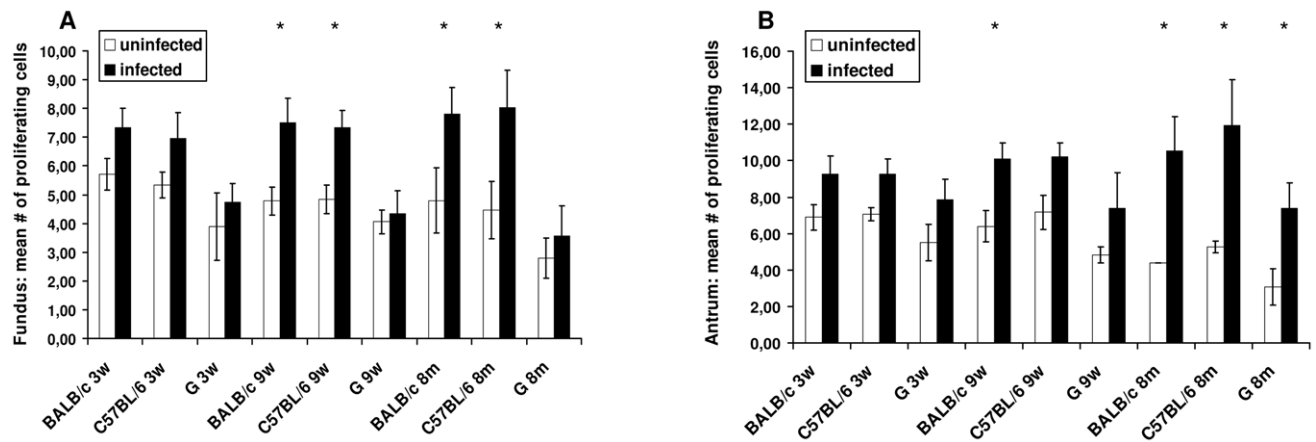 A
* * * *
uninfected
infected
Fundus: mean # of proliferating cells
10,00
9,00
8,00
7,00
6,00
5,00
4,00
3,00
2,00
1,00
0,00
BALB/c 3w
C57BL/6 3w
G 3w
BALB/c 9w
C57BL/6 9w
G 9w
BALB/c 8m
C57BL/6 8m
G 8m
B
* * * *
uninfected
infected
Antrum: mean # of proliferating cells
16,00
14,00
12,00
10,00
8,00
6,00
4,00
2,00
0,00
BALB/c 3w
C57BL/6 3w
G 3w
BALB/c 9w
C57BL/6 9w
G 9w
BALB/c 8m
C57BL/6 8m
G 8m